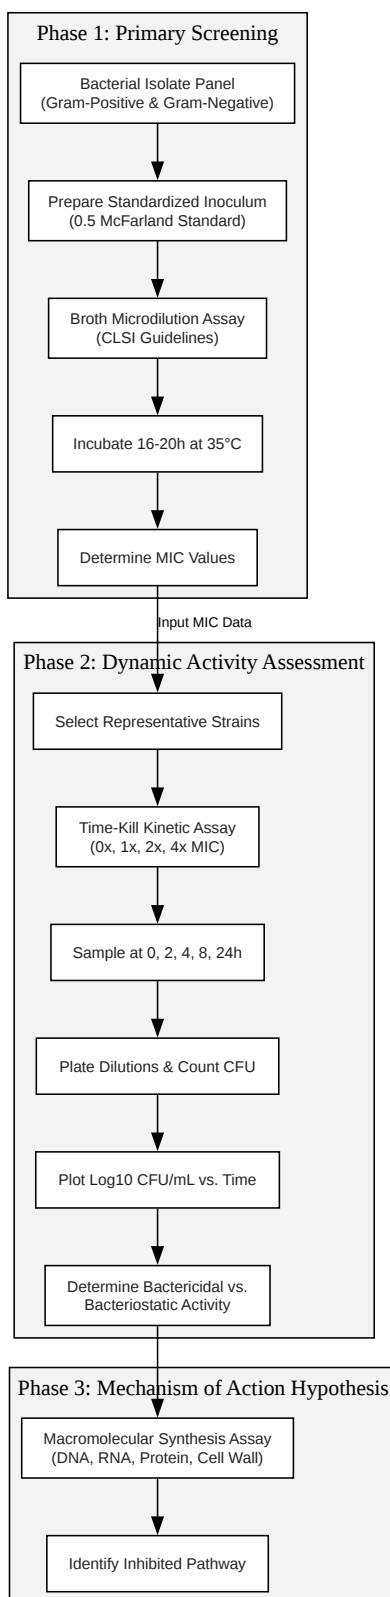 Phase 1: Primary Screening
Bacterial Isolate Panel
(Gram-Positive & Gram-Negative)
Prepare Standardized Inoculum
(0.5 McFarland Standard)
Broth Microdilution Assay
(CLSI Guidelines)
Incubate 16-20h at 35°C
Determine MIC Values
Input MIC Data
Phase 2: Dynamic Activity Assessment
Select Representative Strains
Time-Kill Kinetic Assay
(0x, 1x, 2x, 4x MIC)
Sample at 0, 2, 4, 8, 24h
Plate Dilutions & Count CFU
Plot Log10 CFU/mL vs. Time
Determine Bactericidal vs.
Bacteriostatic Activity
Phase 3: Mechanism of Action Hypothesis
Macromolecular Synthesis Assay
(DNA, RNA, Protein, Cell Wall)
Identify Inhibited Pathway